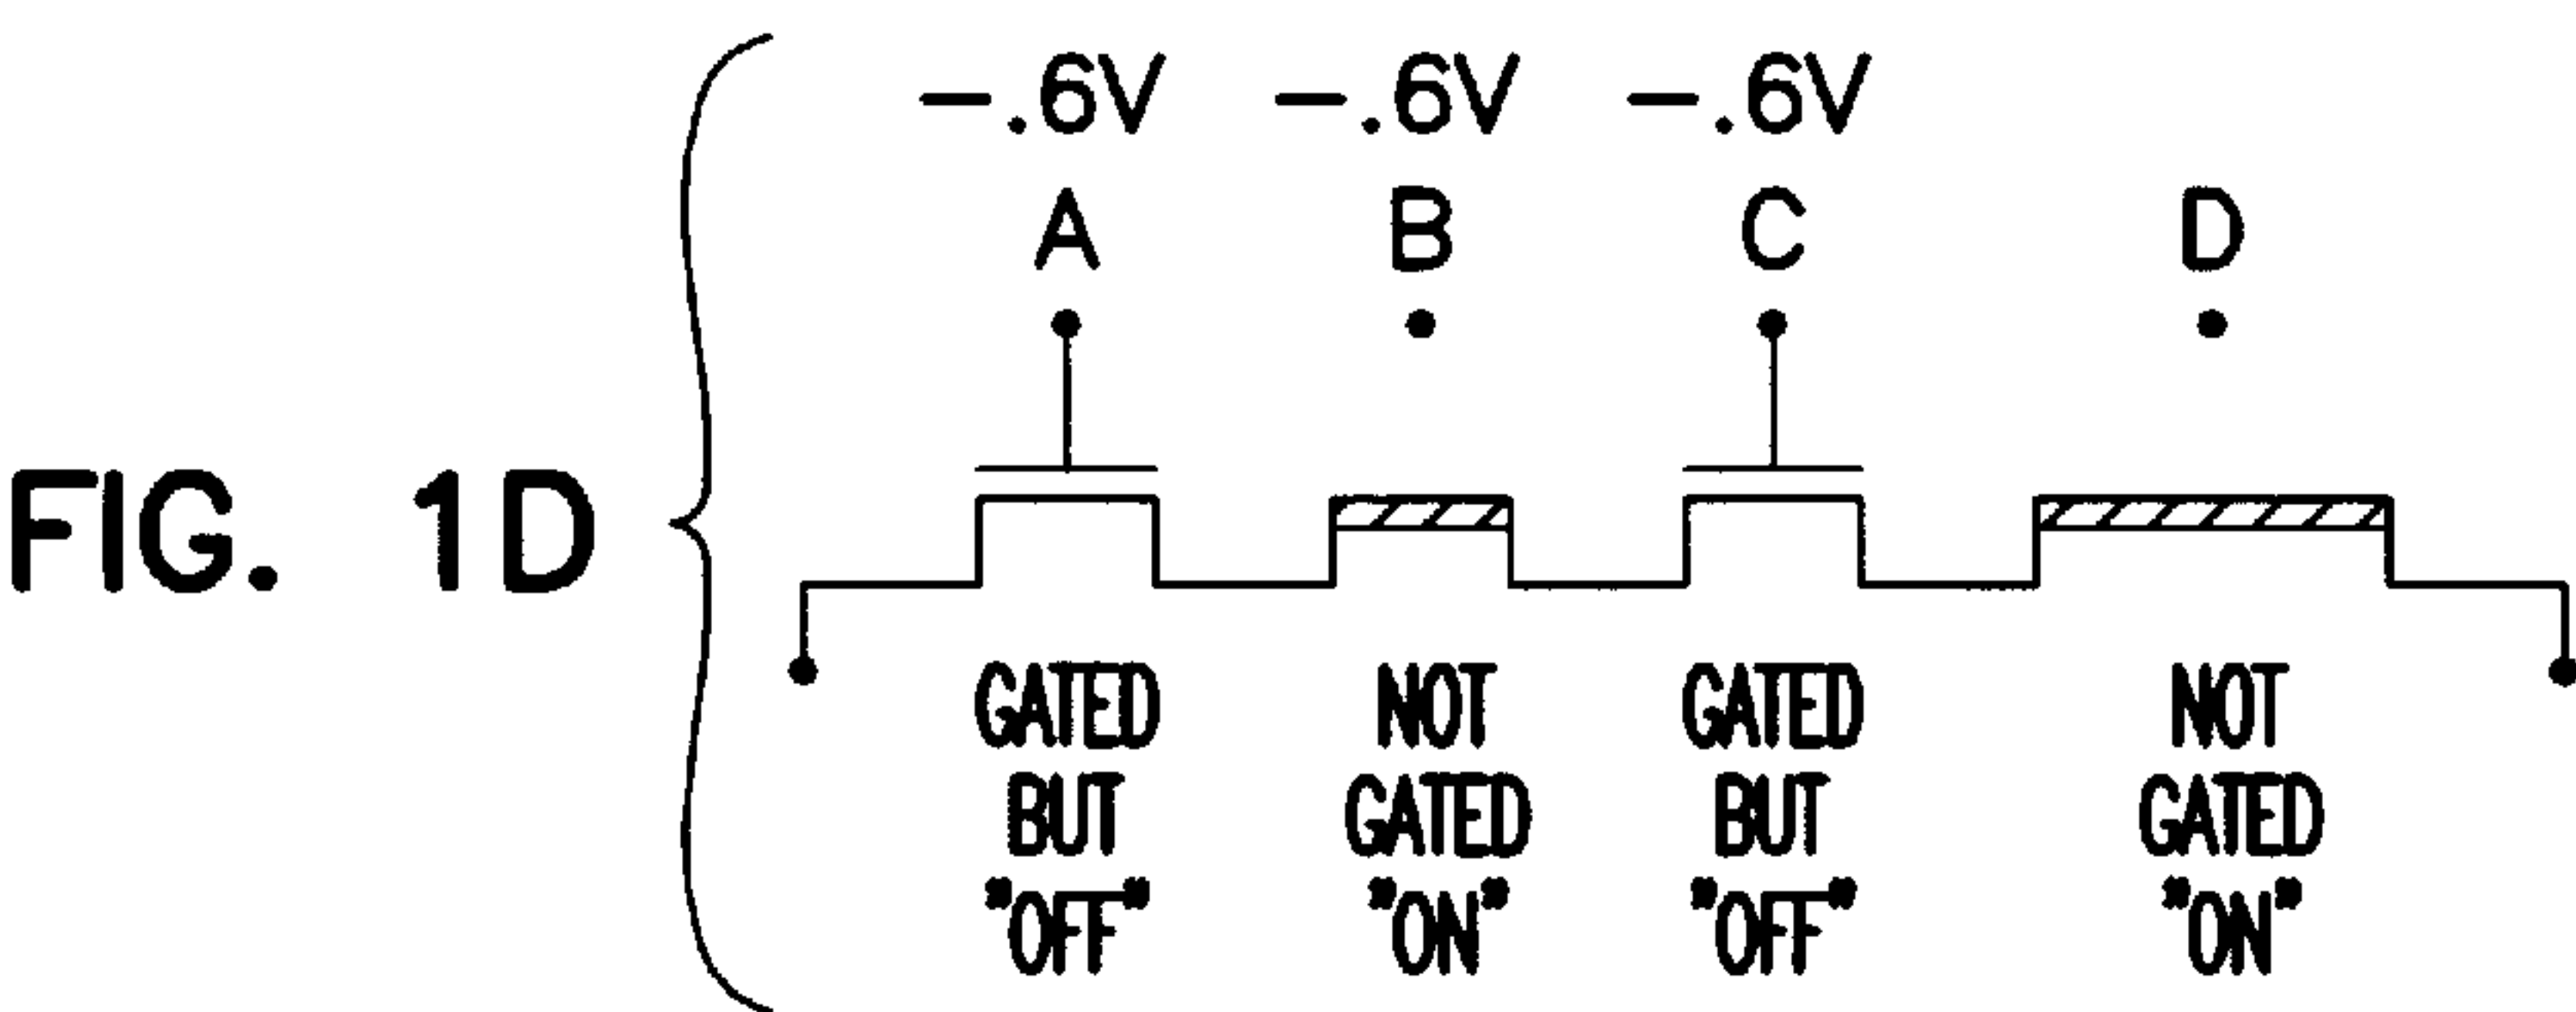 FIG. 1D
-.6V -.6V -.6V
A B C D
GATED NOT GATED NOT
BUT GATED BUT GATED
"OFF" "ON" "OFF" "ON"